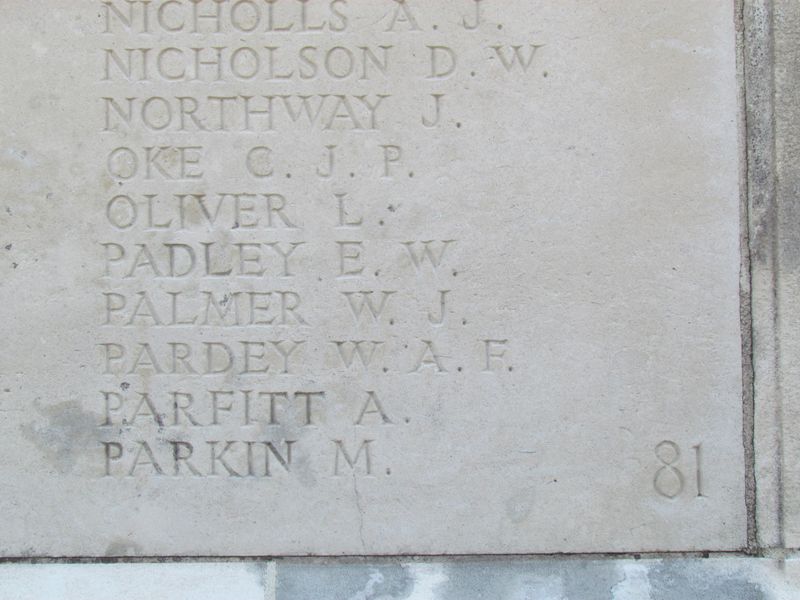 NICHOLLS A. J.
NICHOLSON D. W.
NORTHWAY J.
OKE C. J. P.
OLIVER L.
PADLEY E. W.
PALMER W. J.
PARDEY W. A. F.
PARFITT A.
PARKIN M.
81